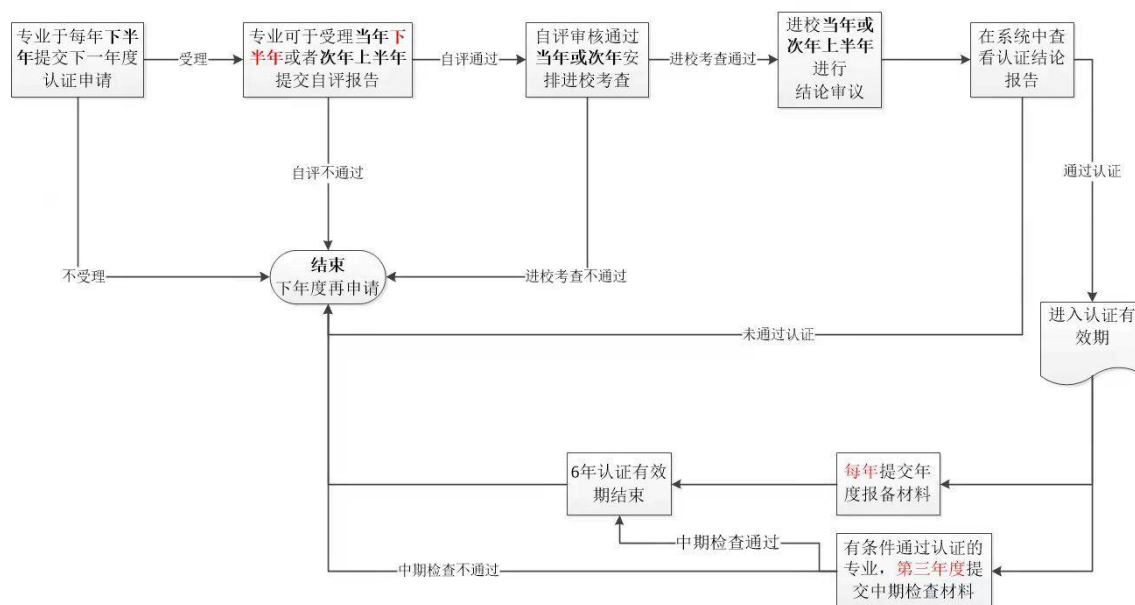 专业于每年下半
年提交下一年度
认证申请
受理
专业可于受理当年下
半年或者次年上半年
提交自评报告
自评通过
自评审核通过
当年或次年安
排进校考查
进校考查通过
进校当年或
次年上半年
进行
结论审议
在系统中查
看认证结论
报告
自评不通过
通过认证
不受理
结束
下年度再申请
进校考查不通过
未通过认证
进入认证有
效期
6年认证有效
期结束
每年提交年
度报备材料
中期检查通过
中期检查不通过
有条件通过认证的
专业，第三年度提
交中期检查材料